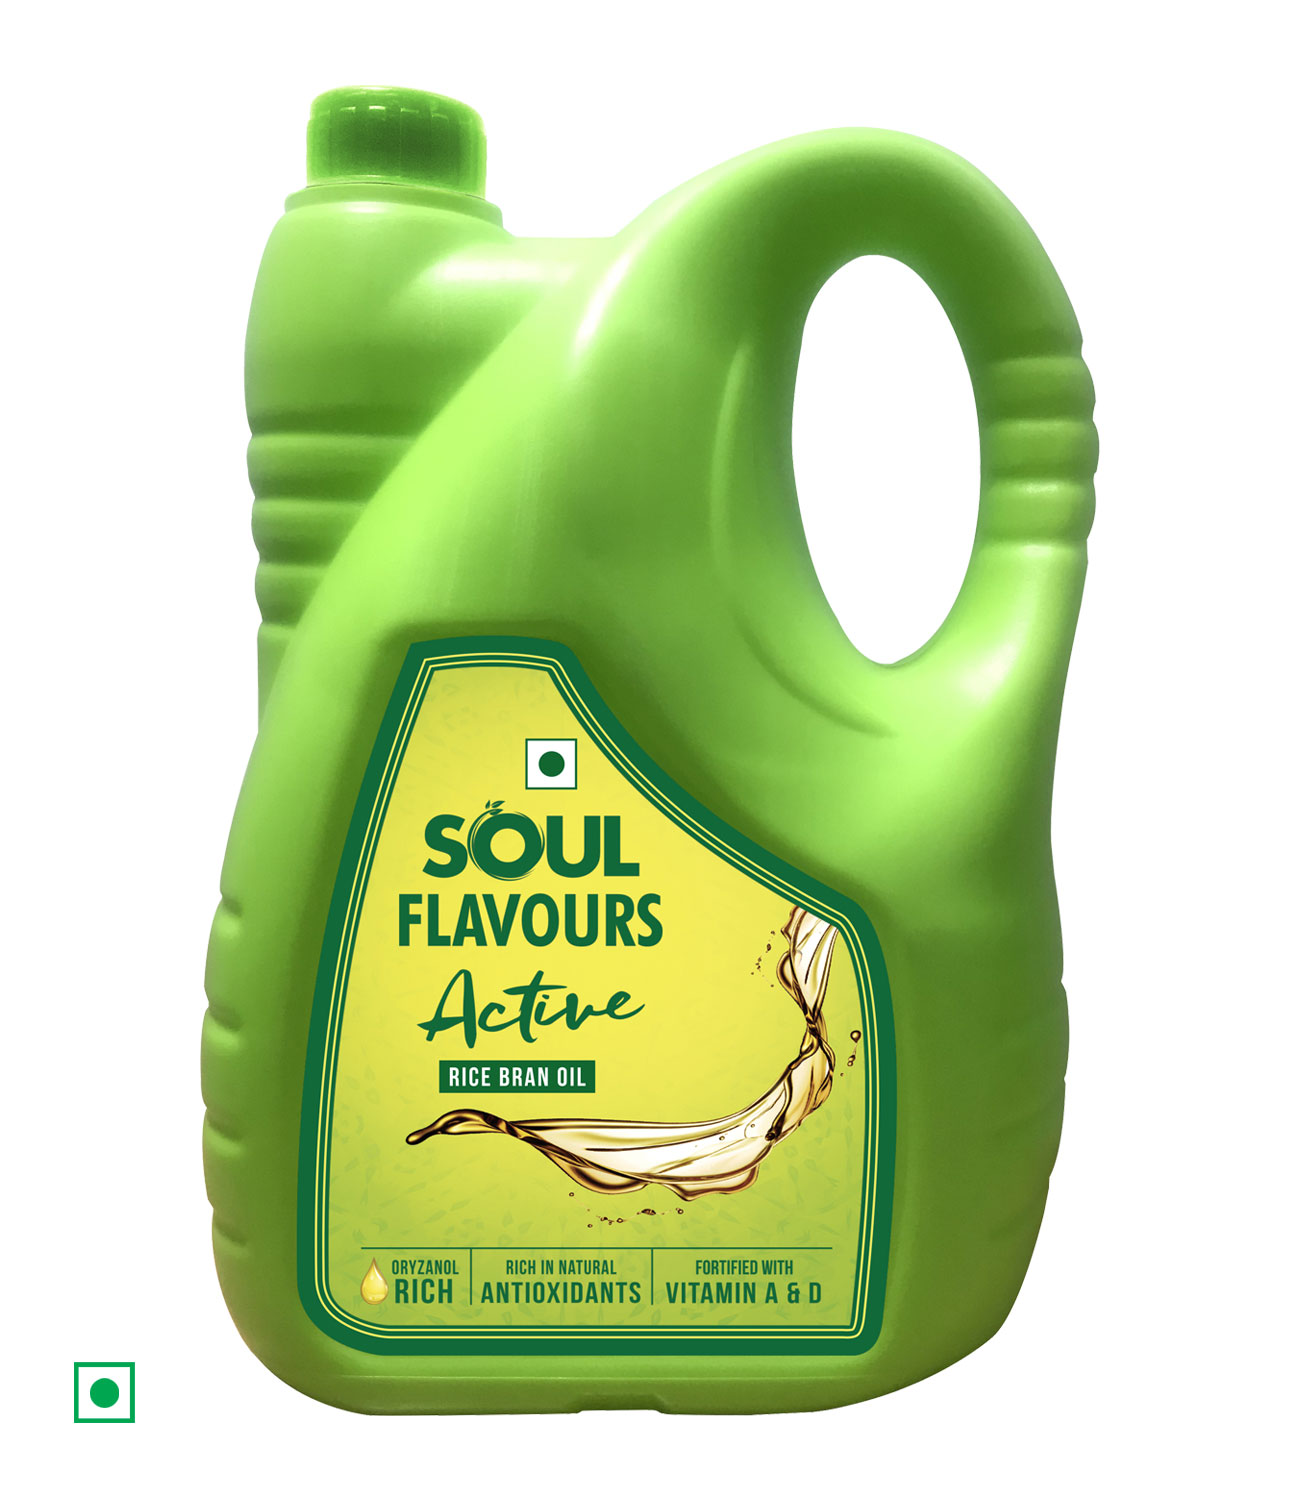 SOUL
FLAVOURS
Active
RICE BRAN OIL
ORYZANOL
RICH
RICH IN NATURAL
ANTIOXIDANTS
FORTIFIED WITH
VITAMIN A & D